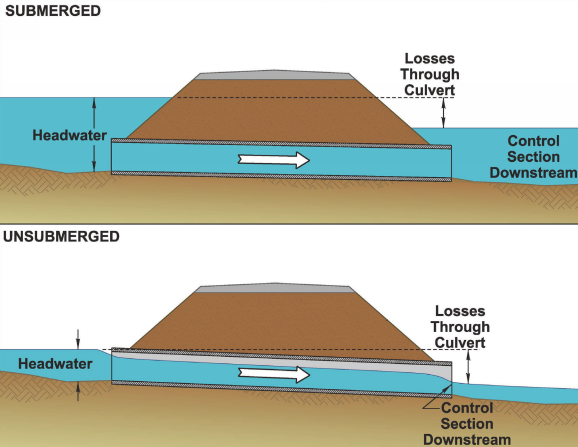 SUBMERGED
Losses
Through
Culvert
Headwater
Control
Section
Downstream
UNSUBMERGED
Losses
Through
Culvert
Headwater
Control
Section
Downstream